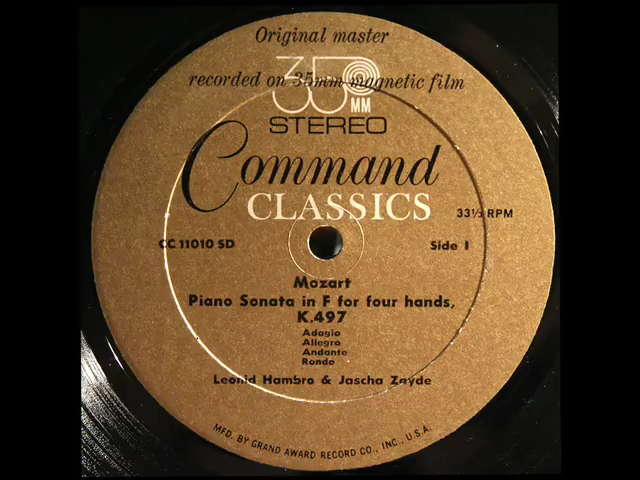 Original master
recorded on 35mm magnetic film
35
MM
STEREO
Command
CLASSICS
33⅓ RPM
CC 11010 SD
Side 1
Mozart
Piano Sonata in F for four hands,
K.497
Adagio
Allegro
Andante
Rondo
Leonid Hambro & Jascha Zayde
MFD. BY GRAND AWARD RECORD CO., INC., U.S.A.